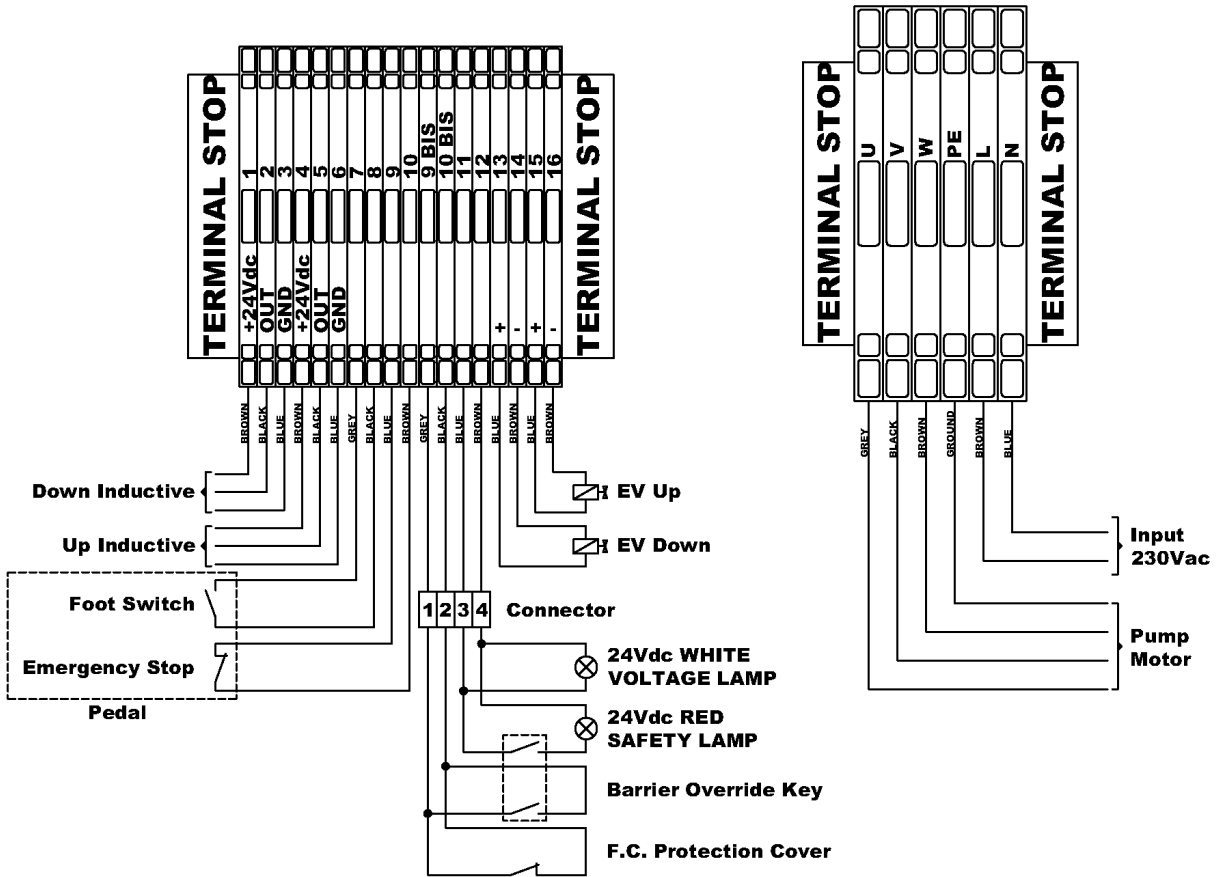 TERMINAL STOP
1
2
3
4
5
6
7
8
9
10
9 BIS
10 BIS
11
12
13
14
15
16
+24Vdc
OUT
GND
+24Vdc
OUT
GND
+
-
+
-
TERMINAL STOP
BROWN
BLACK
BLUE
BROWN
BLACK
BLUE
GREY
BLACK
BLUE
BROWN
GREY
BLACK
BLUE
BROWN
BLUE
BROWN
BLUE
BROWN
Down Inductive
Up Inductive
Foot Switch
Emergency Stop
Pedal
EV Up
EV Down
1 2 3 4
Connector
24Vdc WHITE
VOLTAGE LAMP
24Vdc RED
SAFETY LAMP
Barrier Override Key
F.C. Protection Cover
TERMINAL STOP
U
V
W
PE
L
N
TERMINAL STOP
GREY
BLACK
BROWN
GROUND
BROWN
BLUE
Input
230Vac
Pump
Motor